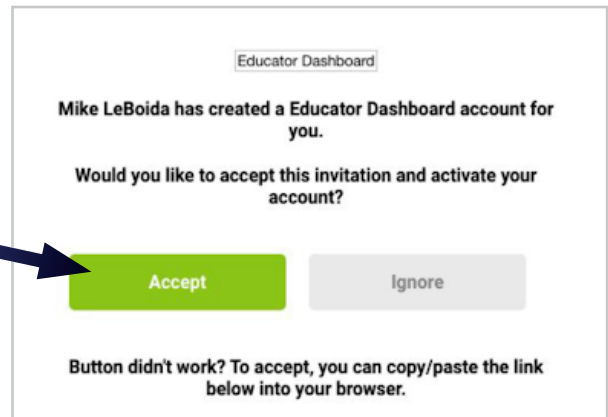 Educator Dashboard
Mike LeBoida has created a Educator Dashboard account for
you.
Would you like to accept this invitation and activate your
account?
Accept
Ignore
Button didn't work? To accept, you can copy/paste the link
below into your browser.